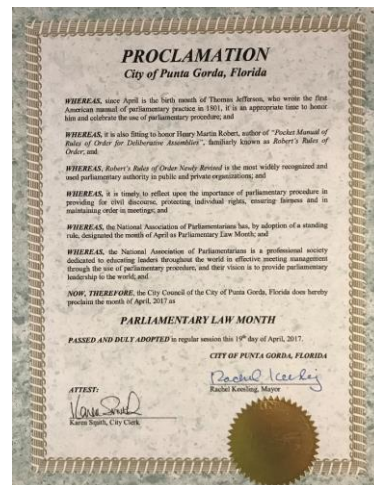 PROCLAMATION
City of Punta Gorda, Florida
WHEREAS, since April is the birth month of Thomas Jefferson, who wrote the first
American manual of parliamentary practice in 1801, it is an appropriate time to honor
him and celebrate the use of parliamentary procedure; and
WHEREAS, it is also fitting to honor Henry Martin Robert, author of "Pocket Manual of
Rules of Order for Deliberative Assemblies", familiarly known as Robert's Rules of
Order; and
WHEREAS, Robert's Rules of Order Newly Revised is the most widely recognized and
used parliamentary authority in public and private organizations; and
WHEREAS, it is timely to reflect upon the importance of parliamentary procedure in
providing for civil discourse, protecting individual rights, ensuring fairness and in
maintaining order in meetings; and
WHEREAS, the National Association of Parliamentarians has, by adoption of a standing
rule, designated the month of April as Parliamentary Law Month; and
WHEREAS, the National Association of Parliamentarians is a professional society
dedicated to educating leaders throughout the world in effective meeting management
through the use of parliamentary procedure, and their vision is to provide parliamentary
leadership to the world; and
NOW, THEREFORE, the City Council of the City of Punta Gorda, Florida does hereby
proclaim the month of April, 2017 as
PARLIAMENTARY LAW MONTH
PASSED AND DULY ADOPTED in regular session this 19th day of April, 2017.
CITY OF PUNTA GORDA, FLORIDA
Rachel Keesling
Rachel Keesling, Mayor
ATTEST:
Karen Smith
Karen Smith, City Clerk